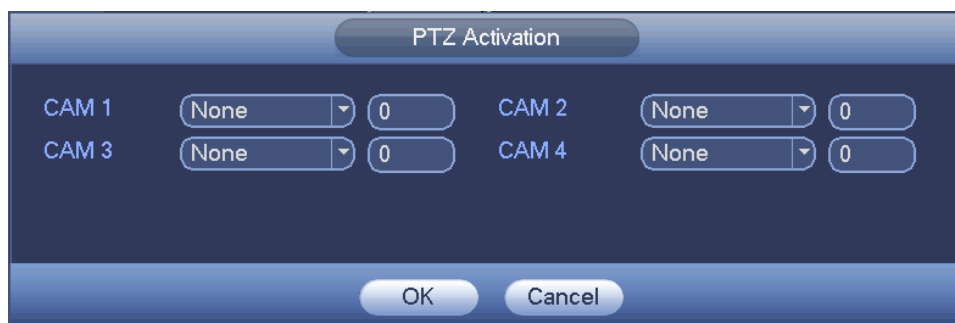 PTZ Activation
CAM 1 None 0 CAM 2 None 0
CAM 3 None 0 CAM 4 None 0
OK Cancel